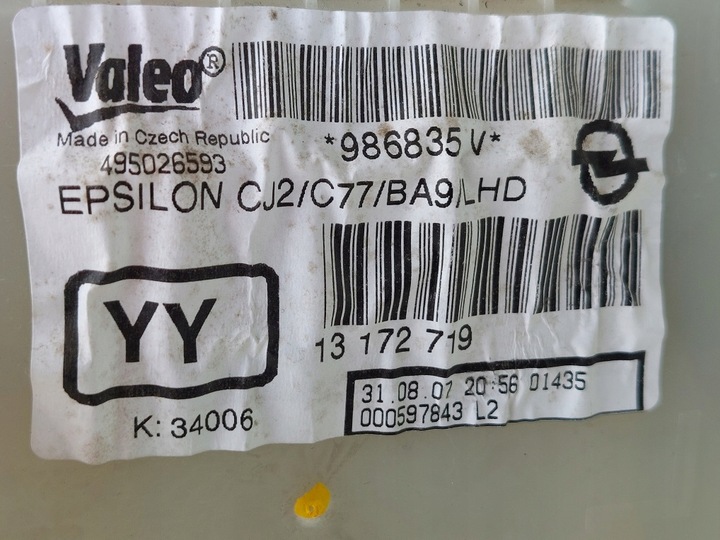 Valeo®
Made in Czech Republic
495026593
*986835V*
EPSILON CJ2/C77/BA9/LHD
YY
13 172 719
K: 34006
31.08.07 20:56 01435
000597843 L2